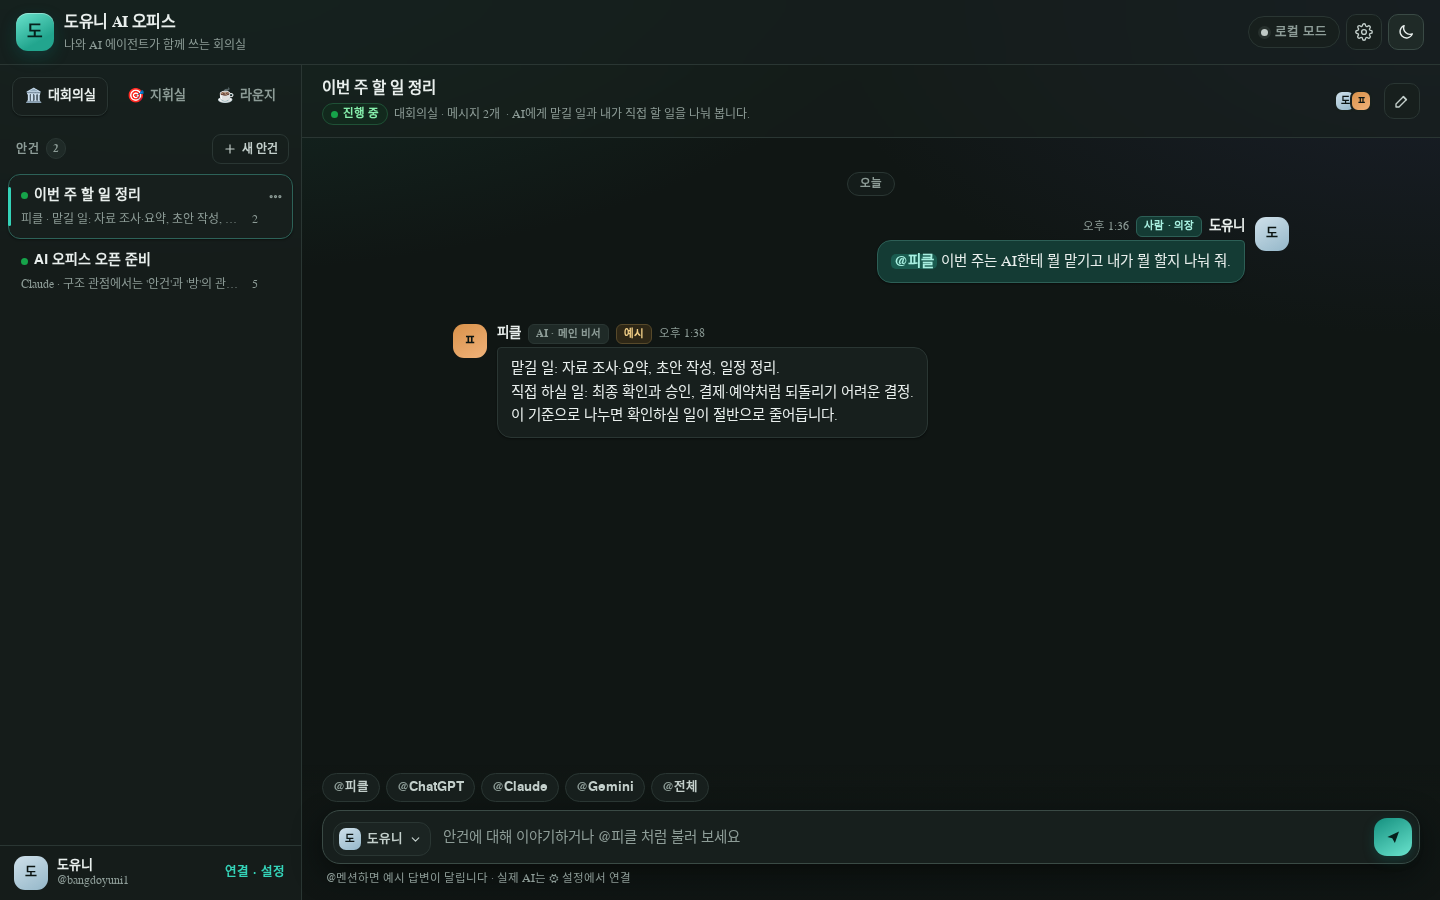 도
도유니 AI 오피스
나와 AI 에이전트가 함께 쓰는 회의실
로컬 모드
대회의실
지휘실
라운지
안건 2
새 안건
이번 주 할 일 정리
피클 · 맡길 일: 자료 조사·요약, 초안 작성, … 2
AI 오피스 오픈 준비
Claude · 구조 관점에서는 '안건'과 '방'의 관… 5
도
도유니
@bangdoyuni1
연결 · 설정
이번 주 할 일 정리
진행 중 대회의실 · 메시지 2개 · AI에게 맡길 일과 내가 직접 할 일을 나눠 봅니다.
도 ㅍ
오늘
오후 1:36 사람 · 의장 도유니
도
@피클 이번 주는 AI한테 뭘 맡기고 내가 뭘 할지 나눠 줘.
ㅍ
피클 AI · 메인 비서 예시 오후 1:38
맡길 일: 자료 조사·요약, 초안 작성, 일정 정리.
직접 하실 일: 최종 확인과 승인, 결제·예약처럼 되돌리기 어려운 결정.
이 기준으로 나누면 확인하실 일이 절반으로 줄어듭니다.
@피클 @ChatGPT @Claude @Gemini @전체
도 도유니 안건에 대해 이야기하거나 @피클 처럼 불러 보세요
@멘션하면 예시 답변이 달립니다 · 실제 AI는 ⚙ 설정에서 연결